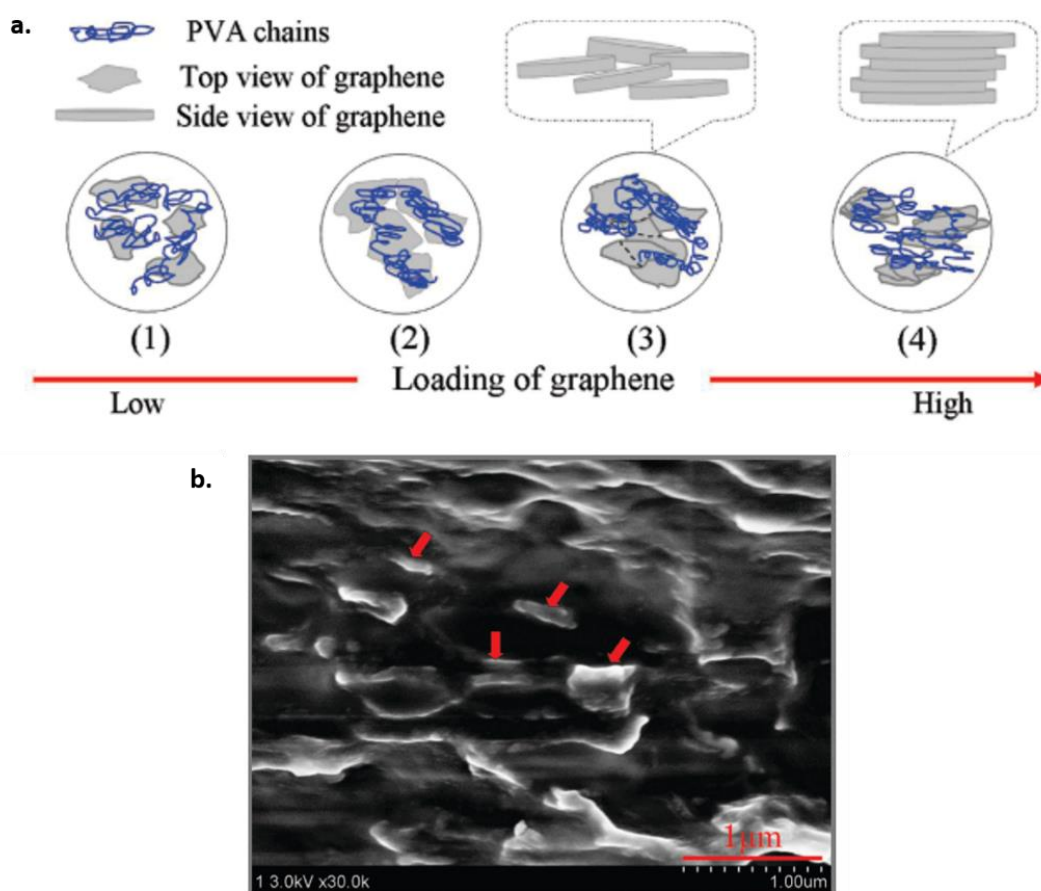 a.
PVA chains
Top view of graphene
Side view of graphene
(1) (2) (3) (4)
Loading of graphene
Low High
b.
1μm
1 3.0kV x30.0k 1.00um